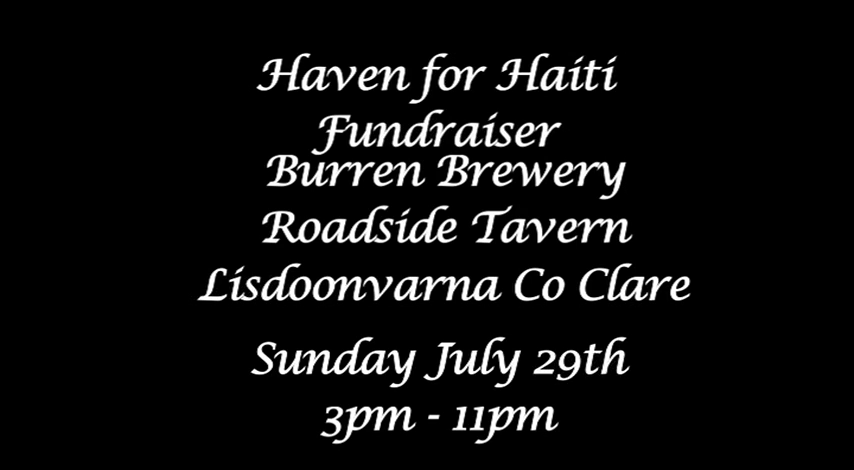 Haven for Haiti
Fundraiser
Burren Brewery
Roadside Tavern
Lisdoonvarna Co Clare
Sunday July 29th
3pm - 11pm